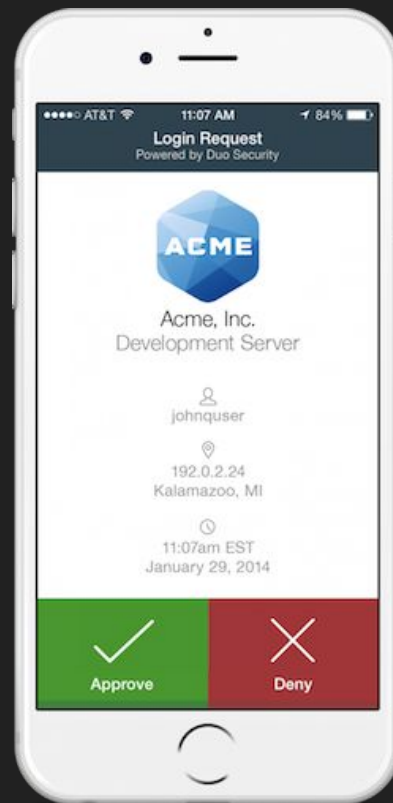 AT&T 11:07 AM 84%
Login Request
Powered by Duo Security
ACME
Acme, Inc.
Development Server
johnquser
192.0.2.24
Kalamazoo, MI
11:07am EST
January 29, 2014
Approve Deny